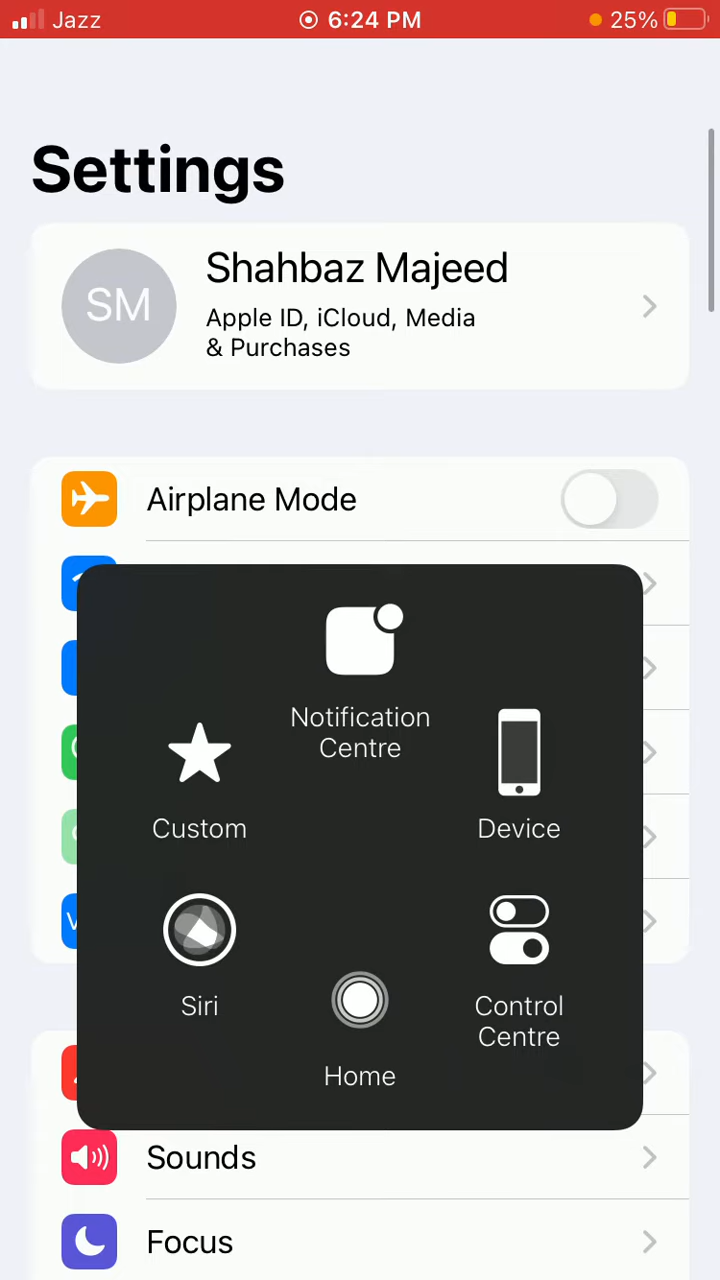 Jazz 6:24 PM 25%
Settings
SM
Shahbaz Majeed
Apple ID, iCloud, Media
& Purchases
Airplane Mode
Notification
Centre
Custom
Device
Siri
Control
Centre
Home
Sounds
Focus